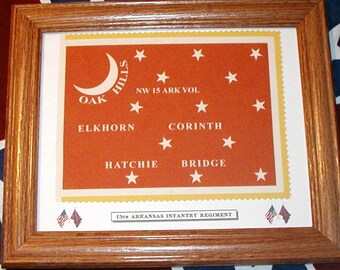 OAK HILLS
NW 15 ARK VOL
ELKHORN CORINTH
HATCHIE BRIDGE
15TH ARKANSAS INFANTRY REGIMENT